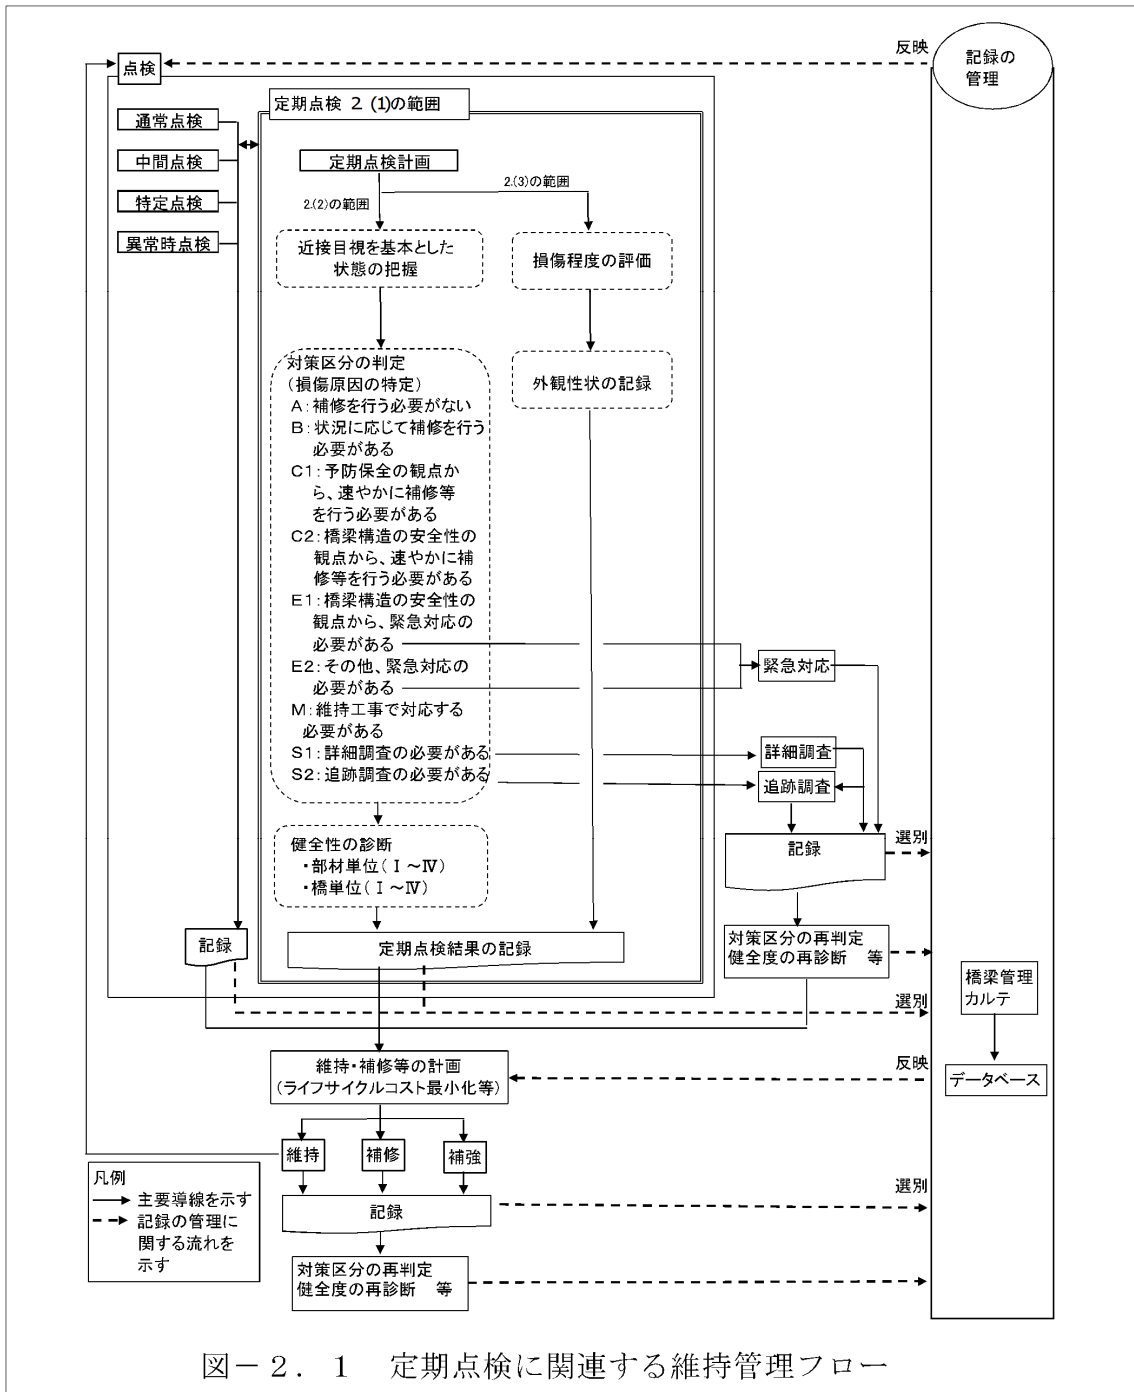 点検
反映
記録の
管理
定期点検 2 (1)の範囲
通常点検
中間点検
特定点検
異常時点検
定期点検計画
2.(3)の範囲
2.(2)の範囲
近接目視を基本とした
状態の把握
損傷程度の評価
対策区分の判定
(損傷原因の特定)
A:補修を行う必要がない
B:状況に応じて補修を行う
必要がある
C1:予防保全の観点か
ら、速やかに補修等
を行う必要がある
C2:橋梁構造の安全性の
観点から、速やかに補
修等を行う必要がある
E1:橋梁構造の安全性の
観点から、緊急対応の
必要がある
E2:その他、緊急対応の
必要がある
M:維持工事で対応する
必要がある
S1:詳細調査の必要がある
S2:追跡調査の必要がある
外観性状の記録
緊急対応
詳細調査
追跡調査
記録
選別
健全性の診断
・部材単位(Ⅰ~Ⅳ)
・橋単位(Ⅰ~Ⅳ)
記録
定期点検結果の記録
対策区分の再判定
健全度の再診断 等
選別
橋梁管理
カルテ
データベース
維持・補修等の計画
(ライフサイクルコスト最小化等)
反映
維持
補修
補強
凡例
主要導線を示す
記録の管理に
関する流れを
示す
記録
選別
対策区分の再判定
健全度の再診断 等
図-2.1 定期点検に関連する維持管理フロー